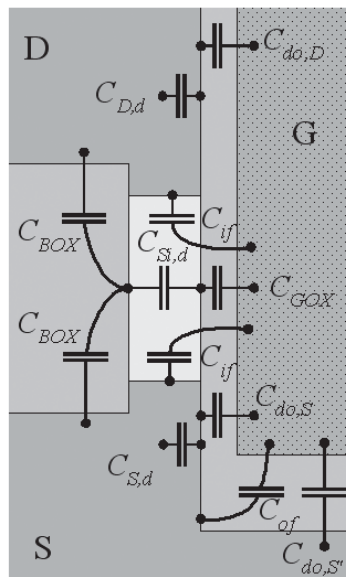 D
C_{do,D}
C_{D,d}
G
C_{BOX}
C_{if}
C_{Si,d}
C_{GOX}
C_{BOX}
C_{if}
C_{do,S}
C_{S,d}
C_{of}
S
C_{do,S'}